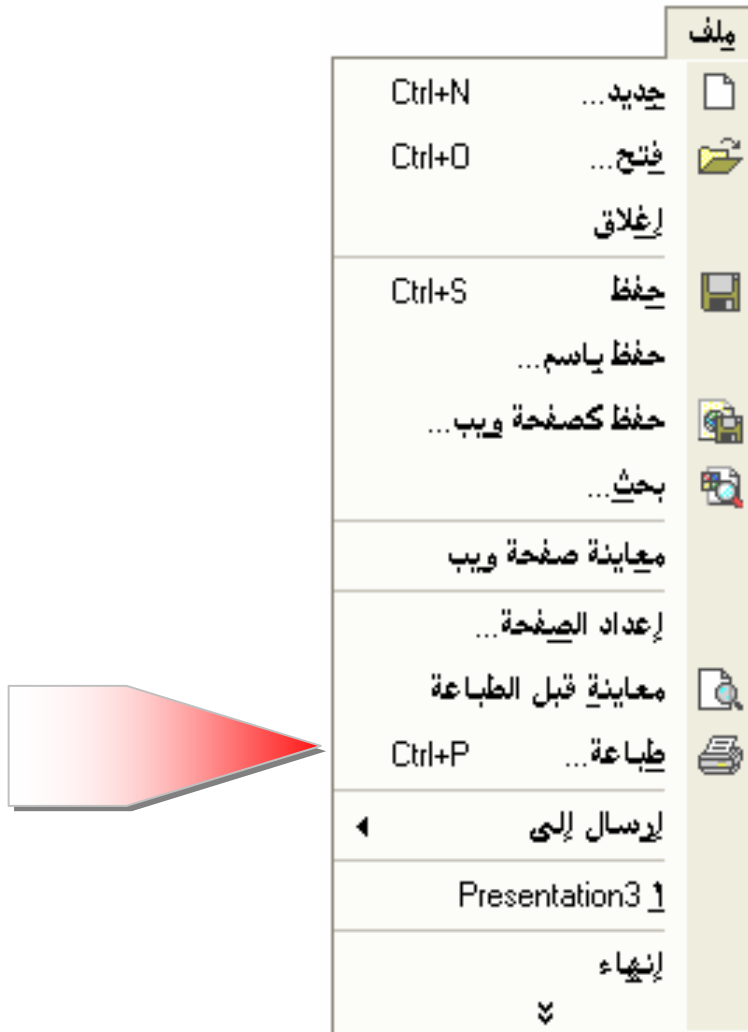 ملف
جديد... Ctrl+N
فتح... Ctrl+O
إغلاق
حفظ Ctrl+S
حفظ باسم...
حفظ كصفحة ويب...
بحث...
معاينة صفحة ويب
إعداد الصفحة...
معاينة قبل الطباعة
طباعة... Ctrl+P
إرسال إلى
1 Presentation3
إنهاء